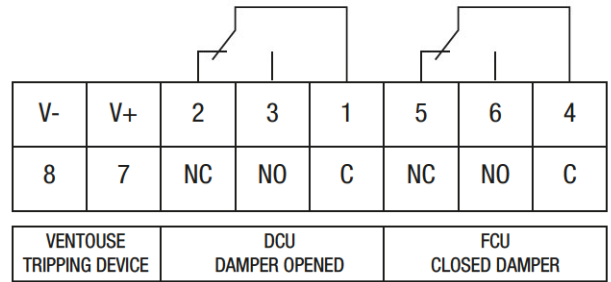 V- V+ 2 3 1 5 6 4
8 7 NC NO C NC NO C
VENTOUSE DCU FCU
TRIPPING DEVICE DAMPER OPENED CLOSED DAMPER